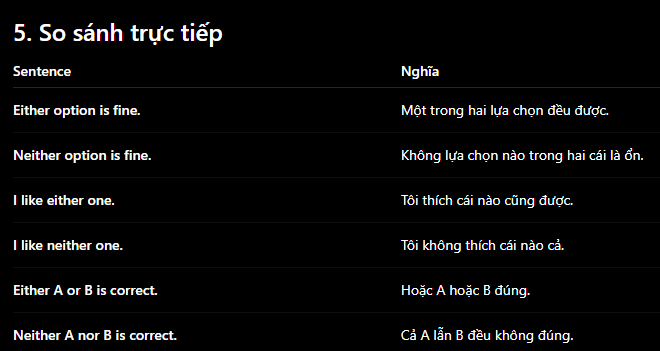 5. So sánh trực tiếp
Sentence Nghĩa
Either option is fine. Một trong hai lựa chọn đều được.
Neither option is fine. Không lựa chọn nào trong hai cái là ổn.
I like either one. Tôi thích cái nào cũng được.
I like neither one. Tôi không thích cái nào cả.
Either A or B is correct. Hoặc A hoặc B đúng.
Neither A nor B is correct. Cả A lẫn B đều không đúng.